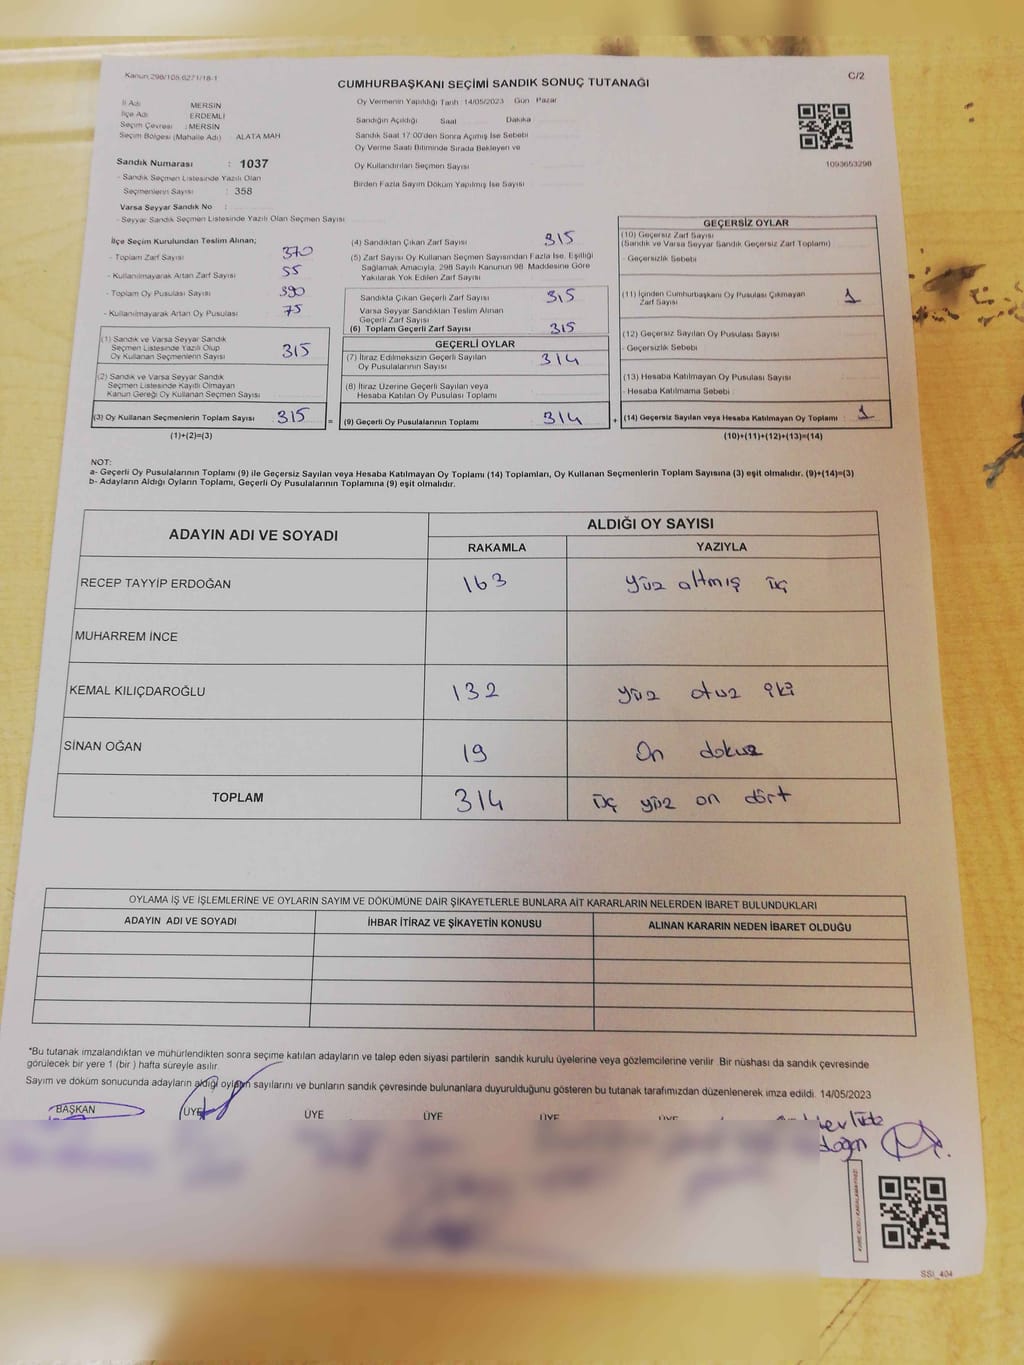 Kanun 298/105,6271/18-1
C/2
CUMHURBAŞKANI SEÇİMİ SANDIK SONUÇ TUTANAĞI
İl Adı MERSİN
İlçe Adı ERDEMLİ
Seçim Çevresi : MERSİN
Seçim Bölgesi (Mahalle Adı) : ALATA MAH
Sandık Numarası : 1037
- Sandık Seçmen Listesinde Yazılı Olan
Seçmenlerin Sayısı : 358
Varsa Seyyar Sandık No :
- Seyyar Sandık Seçmen Listesinde Yazılı Olan Seçmen Sayısı
Oy Vermenin Yapıldığı Tarih : 14/05/2023 Gün Pazar
Sandığın Açıldığı Saat Dakika
Sandık Saat 17:00'den Sonra Açılmış İse Sebebi
Oy Verme Saati Bitiminde Sırada Bekleyen ve
Oy Kullandırılan Seçmen Sayısı
Birden Fazla Sayım Döküm Yapılmış İse Sayısı
1093653298
İlçe Seçim Kurulundan Teslim Alınan;
- Toplam Zarf Sayısı 370
- Kullanılmayarak Artan Zarf Sayısı 55
- Toplam Oy Pusulası Sayısı 390
- Kullanılmayarak Artan Oy Pusulası 75
(1) Sandık ve Varsa Seyyar Sandık
Seçmen Listesinde Yazılı Olup
Oy Kullanan Seçmenlerin Sayısı 315
(2) Sandık ve Varsa Seyyar Sandık
Seçmen Listesinde Kayıtlı Olmayan
Kanun Gereği Oy Kullanan Seçmen Sayısı
(3) Oy Kullanan Seçmenlerin Toplam Sayısı 315
(1)+(2)=(3)
(4) Sandıktan Çıkan Zarf Sayısı 315
(5) Zarf Sayısı Oy Kullanan Seçmen Sayısından Fazla İse, Eşitliği
Sağlamak Amacıyla, 298 Sayılı Kanunun 98. Maddesine Göre
Yakılarak Yok Edilen Zarf Sayısı
Sandıkta Çıkan Geçerli Zarf Sayısı 315
Varsa Seyyar Sandıktan Teslim Alınan
Geçerli Zarf Sayısı
(6) Toplam Geçerli Zarf Sayısı 315
GEÇERLİ OYLAR
(7) İtiraz Edilmeksizin Geçerli Sayılan
Oy Pusulalarının Sayısı 314
(8) İtiraz Üzerine Geçerli Sayılan veya
Hesaba Katılan Oy Pusulası Toplamı
= (9) Geçerli Oy Pusulalarının Toplamı 314
GEÇERSİZ OYLAR
(10) Geçersiz Zarf Sayısı
(Sandık ve Varsa Seyyar Sandık Geçersiz Zarf Toplamı)
- Geçersizlik Sebebi
(11) İçinden Cumhurbaşkanı Oy Pusulası Çıkmayan
Zarf Sayısı 1
(12) Geçersiz Sayılan Oy Pusulası Sayısı
- Geçersizlik Sebebi
(13) Hesaba Katılmayan Oy Pusulası Sayısı
- Hesaba Katılmama Sebebi
+ (14) Geçersiz Sayılan veya Hesaba Katılmayan Oy Toplamı : 1
(10)+(11)+(12)+(13)=(14)
NOT:
a- Geçerli Oy Pusulalarının Toplamı (9) ile Geçersiz Sayılan veya Hesaba Katılmayan Oy Toplamı (14) Toplamları, Oy Kullanan Seçmenlerin Toplam Sayısına (3) eşit olmalıdır. (9)+(14)=(3)
b- Adayların Aldığı Oyların Toplamı, Geçerli Oy Pusulalarının Toplamına (9) eşit olmalıdır.
ADAYIN ADI VE SOYADI ALDIĞI OY SAYISI
RAKAMLA YAZIYLA
RECEP TAYYİP ERDOĞAN 163 yüz altmış üç
MUHARREM İNCE
KEMAL KILIÇDAROĞLU 132 yüz otuz iki
SİNAN OĞAN 19 On dokuz
TOPLAM 314 üç yüz on dört
OYLAMA İŞ VE İŞLEMLERİNE VE OYLARIN SAYIM VE DÖKÜMÜNE DAİR ŞİKAYETLERLE BUNLARA AİT KARARLARIN NELERDEN İBARET BULUNDUKLARI
ADAYIN ADI VE SOYADI İHBAR İTİRAZ VE ŞİKAYETİN KONUSU ALINAN KARARIN NEDEN İBARET OLDUĞU
"Bu tutanak imzalandıktan ve mühürlendikten sonra seçime katılan adayların ve talep eden siyasi partilerin sandık kurulu üyelerine veya gözlemcilerine verilir. Bir nüshası da sandık çevresinde
görülecek bir yere 1 (bir ) hafta süreyle asılır.
Sayım ve döküm sonucunda adayların aldığı oyların sayılarını ve bunların sandık çevresinde bulunanlara duyurulduğunu gösteren bu tutanak tarafımızdan düzenlenerek imza edildi. 14/05/2023
BAŞKAN ÜYE ÜYE ÜYE ÜYE
SSI_404